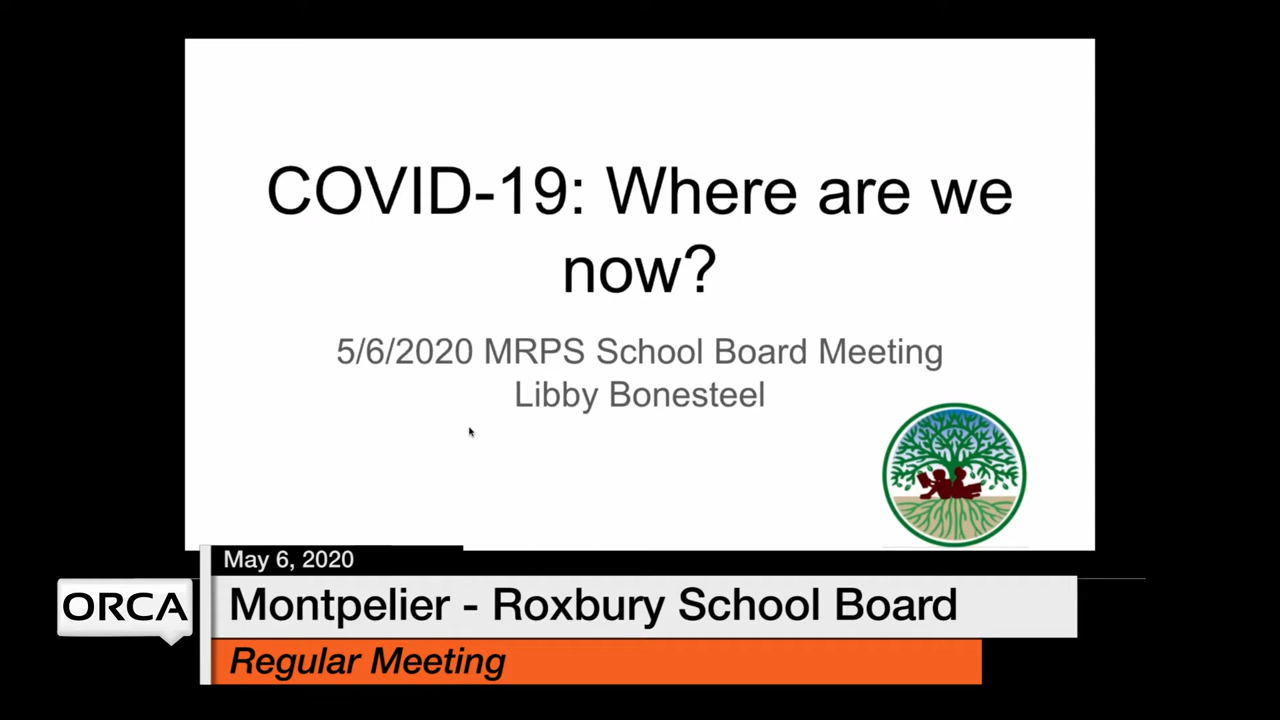 COVID-19: Where are we
now?
5/6/2020 MRPS School Board Meeting
Libby Bonesteel
May 6, 2020
ORCA
Montpelier - Roxbury School Board
Regular Meeting